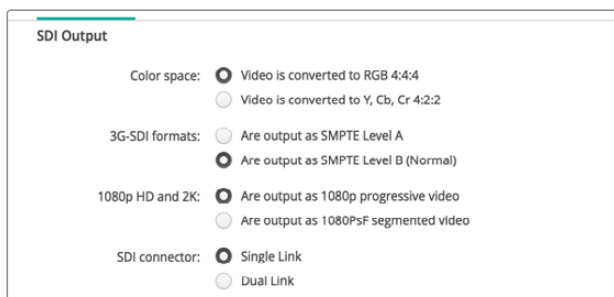 SDI Output
Color space: Video is converted to RGB 4:4:4
Video is converted to Y, Cb, Cr 4:2:2
3G-SDI formats: Are output as SMPTE Level A
Are output as SMPTE Level B (Normal)
1080p HD and 2K: Are output as 1080p progressive video
Are output as 1080PsF segmented video
SDI connector: Single Link
Dual Link